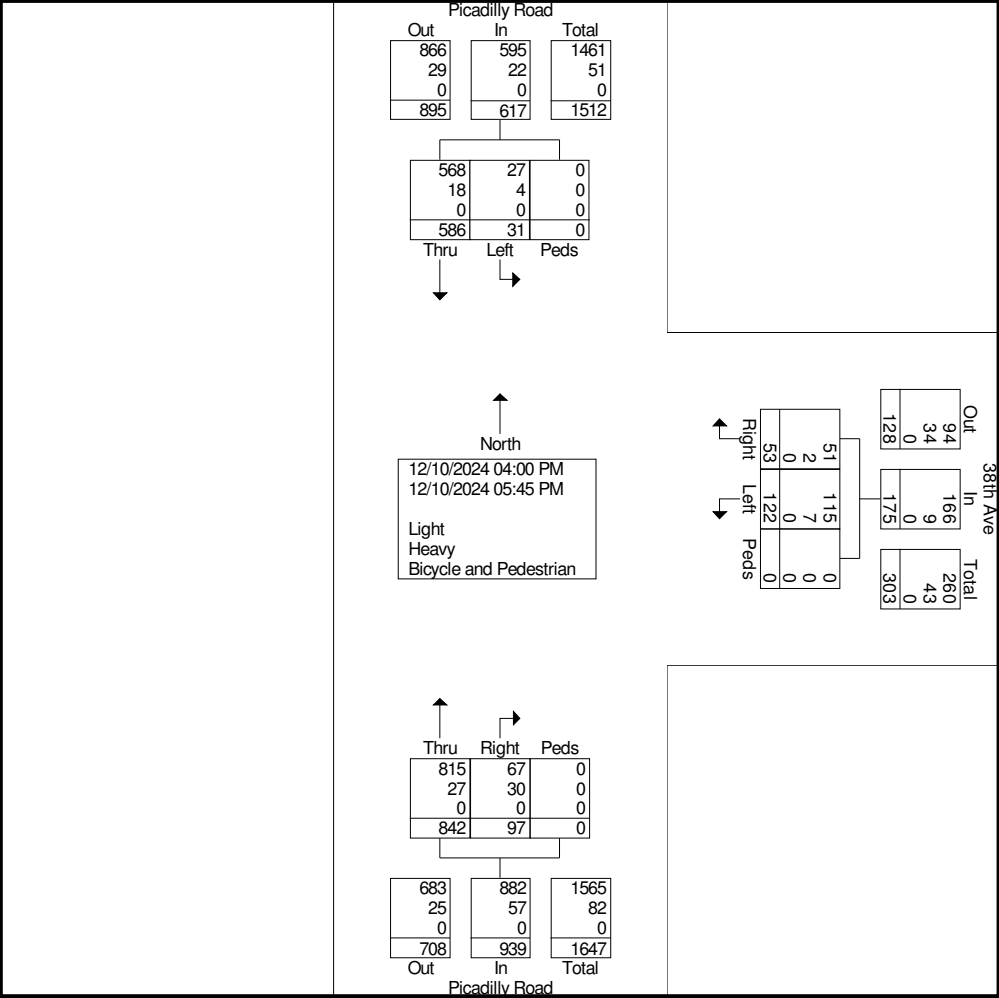 Picadilly Road
Out In Total
866 595 1461
29 22 51
0 0 0
895 617 1512
568 27 0
18 4 0
0 0 0
586 31 0
Thru Left Peds
North
12/10/2024 04:00 PM
12/10/2024 05:45 PM
Light
Heavy
Bicycle and Pedestrian
38th Ave
Out In Total
94 166 260
34 9 43
0 0 0
128 175 303
51 115 0
2 7 0
0 0 0
53 122 0
Right Left Peds
Thru Right Peds
815 67 0
27 30 0
0 0 0
842 97 0
683 882 1565
25 57 82
0 0 0
708 939 1647
Out In Total
Picadilly Road